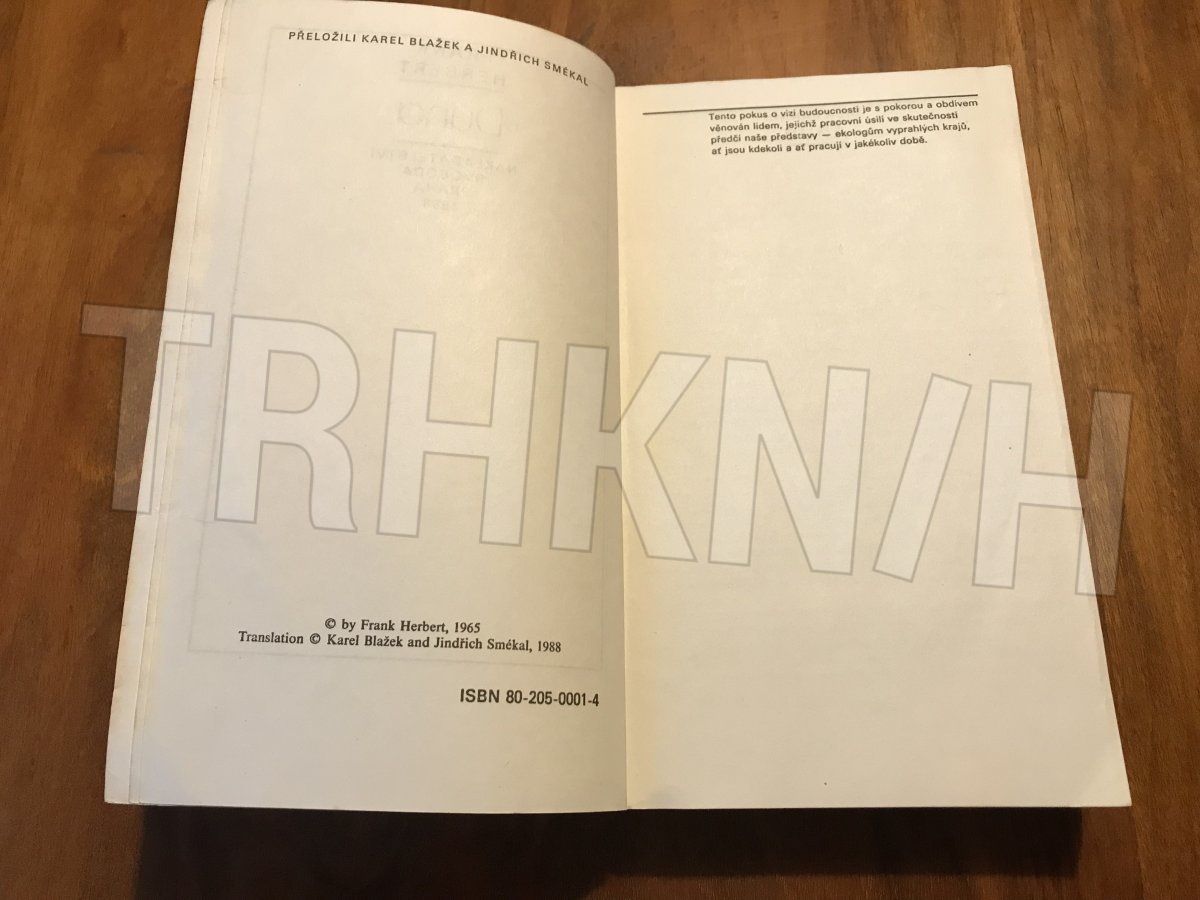 PŘELOŽILI KAREL BLAŽEK A JINDŘICH SMÉKAL
© by Frank Herbert, 1965
Translation © Karel Blažek and Jindřich Smékal, 1988
ISBN 80-205-0001-4
Tento pokus o vizi budoucnosti je s pokorou a obdivem
věnován lidem, jejichž pracovní úsilí ve skutečnosti
předčí naše představy — ekologům vyprahlých krajů,
ať jsou kdekoli a ať pracují v jakékoliv době.
TRHKN/H